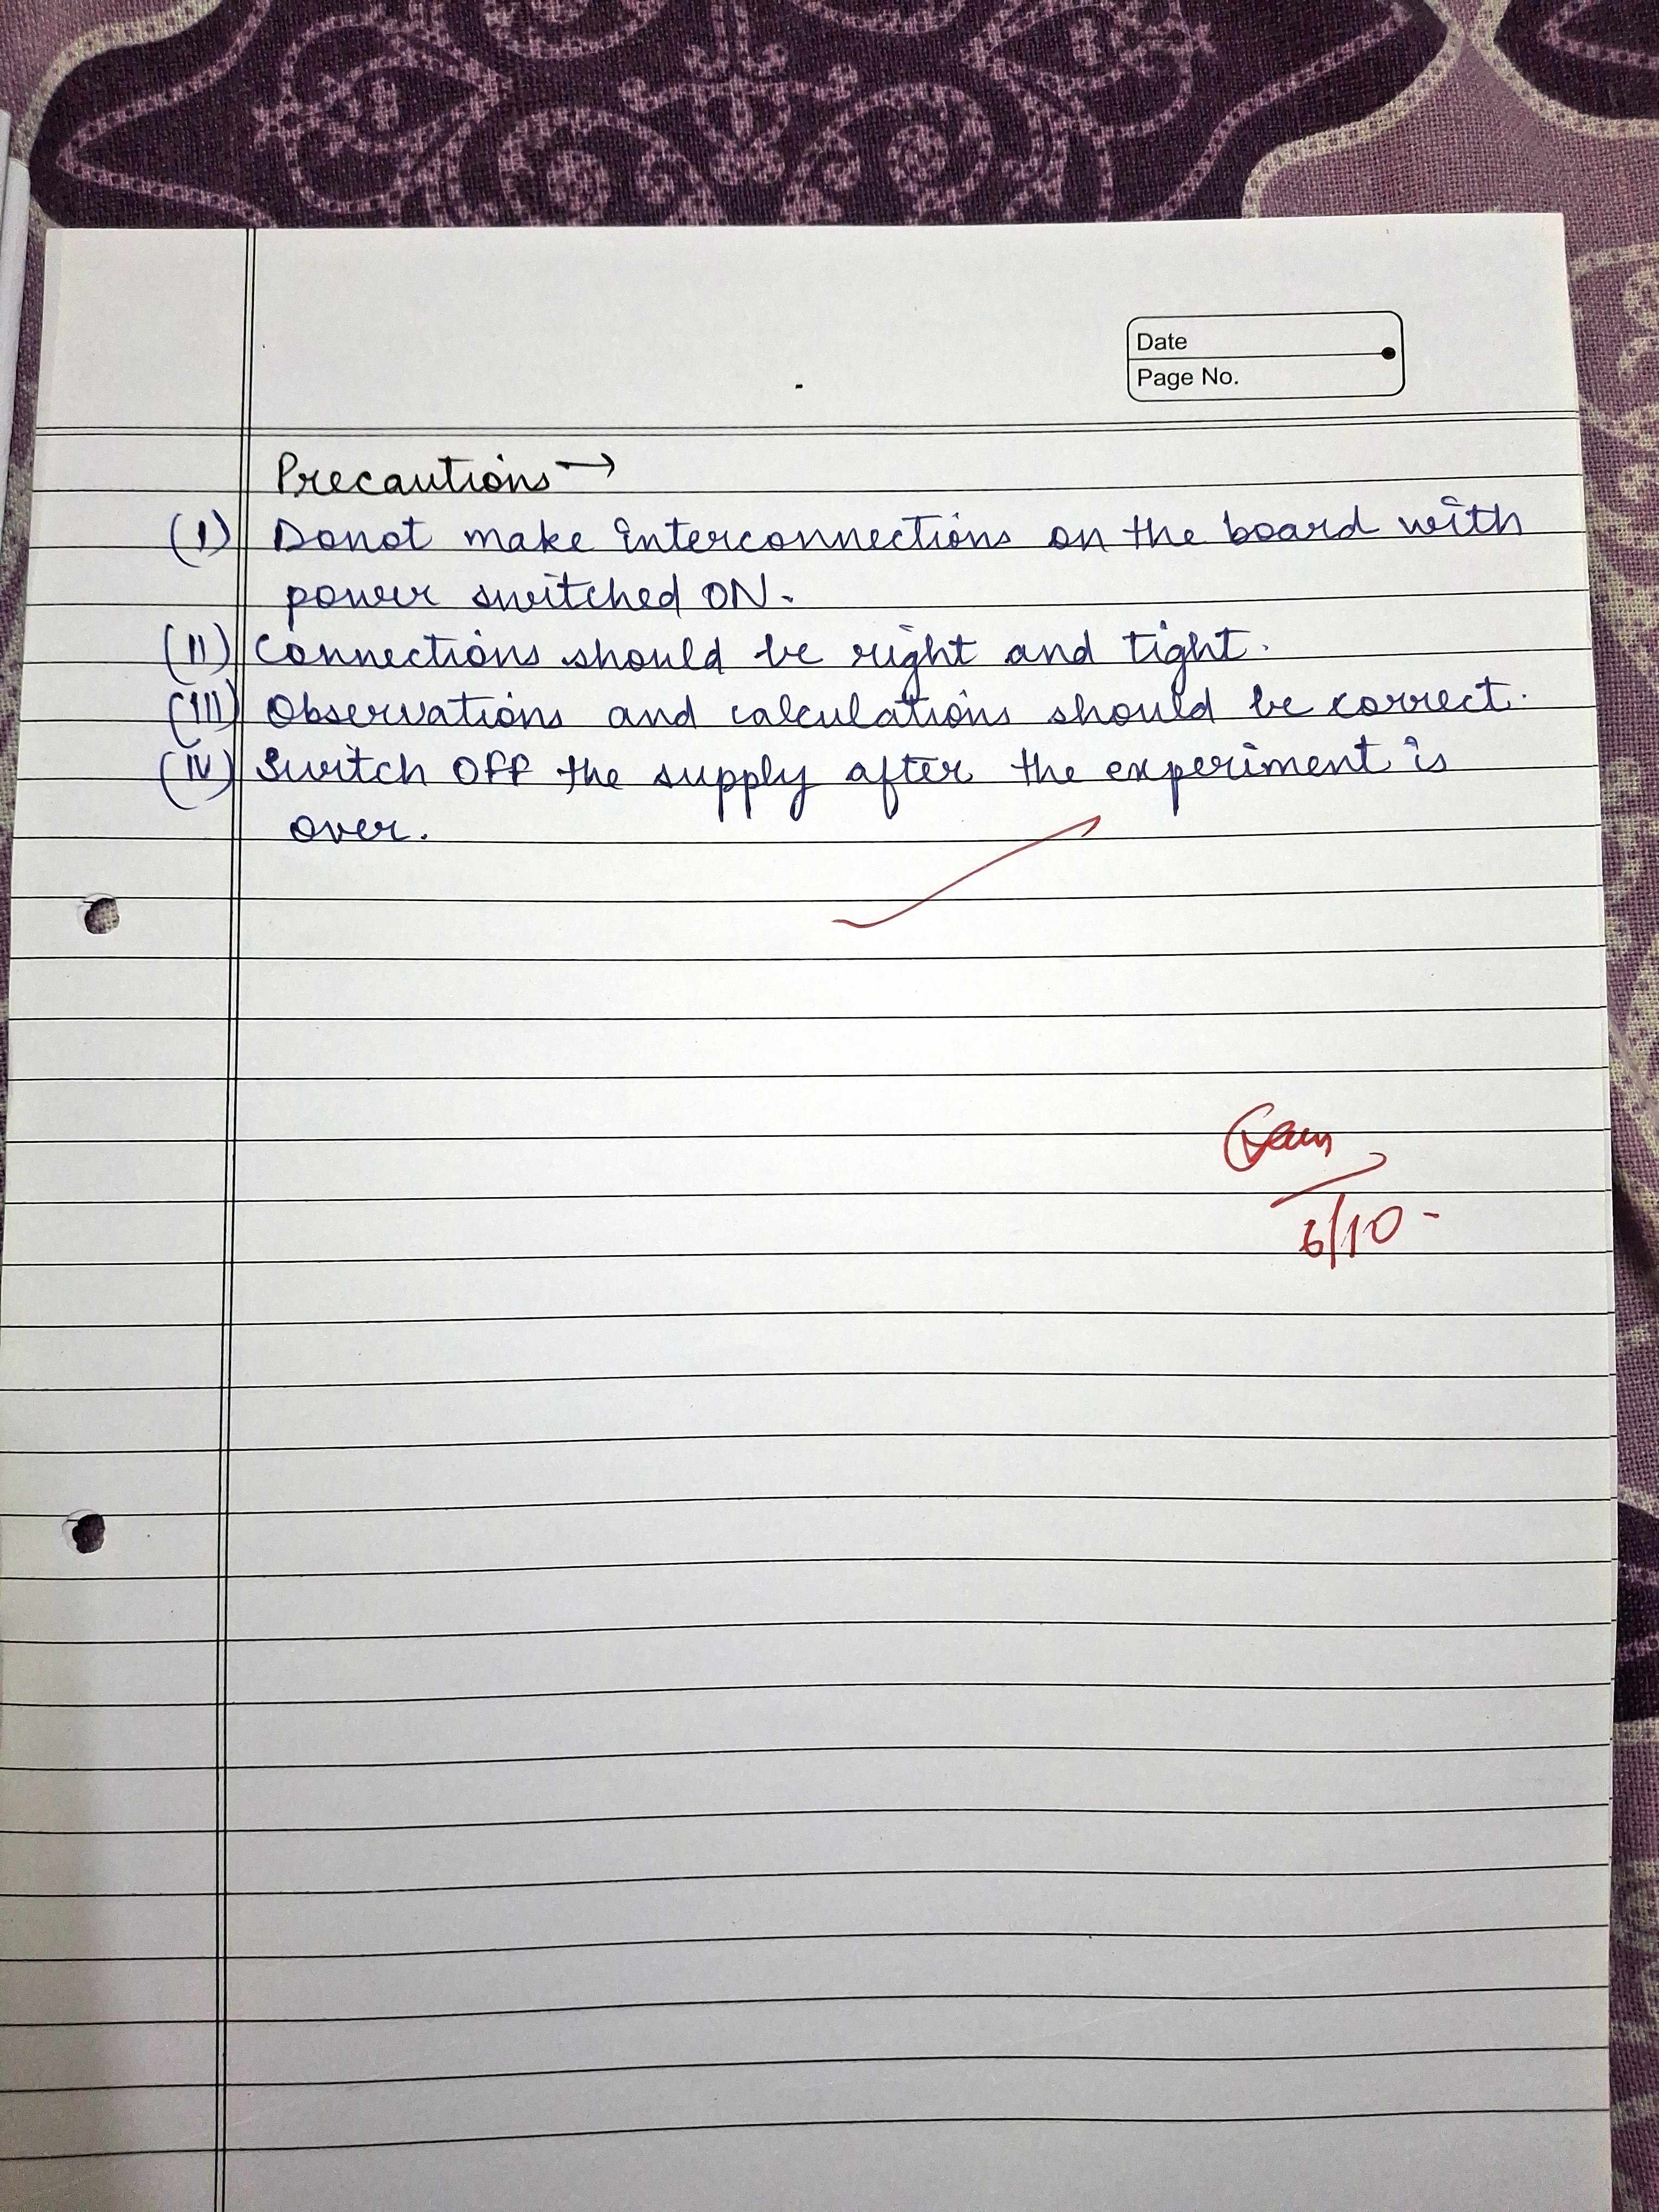 Date
Page No.
Precautions →
(I) Donot make interconnections on the board with
power switched ON.
(II) Connections should be right and tight.
(III) Observations and calculations should be correct.
(IV) Switch OFF the supply after the experiment is
over.
6/10